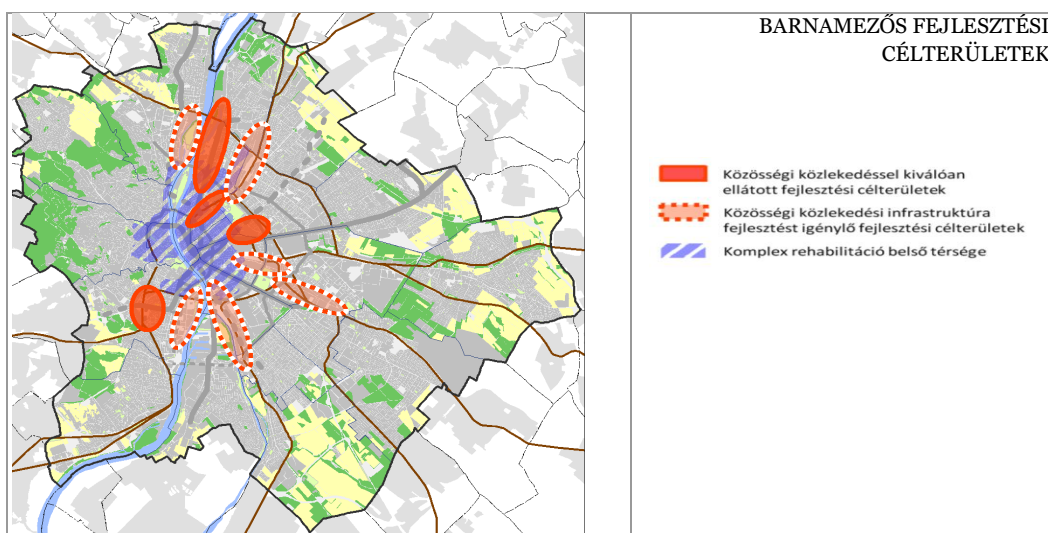 BARNAMEZŐS FEJLESZTÉSI
CÉLTERÜLETEK
Közösségi közlekedéssel kiválóan
ellátott fejlesztési célterületek
Közösségi közlekedési infrastruktúra
fejlesztést igénylő fejlesztési célterületek
Komplex rehabilitáció belső térsége